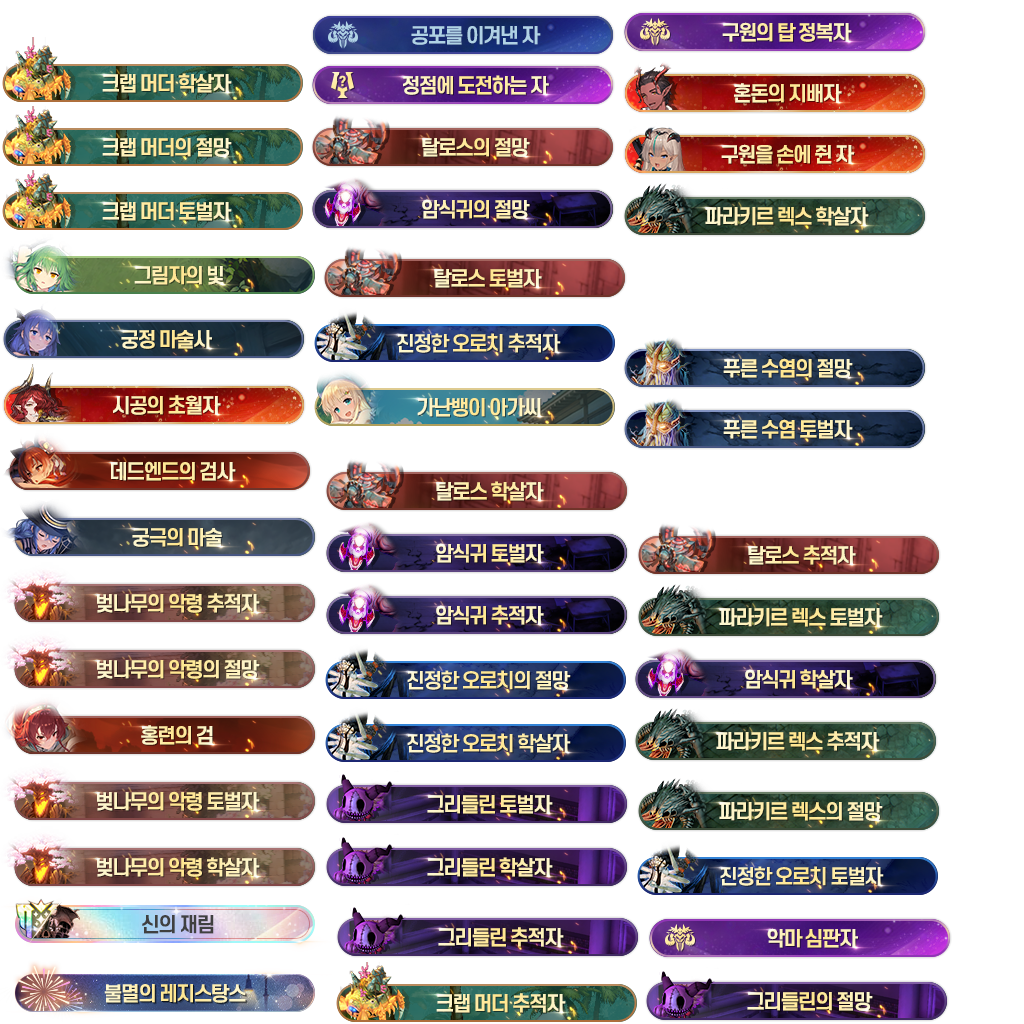 크랩 머더 학살자
크랩 머더의 절망
크랩 머더 토벌자
그림자의 빛
궁정 마술사
시공의 초월자
데드엔드의 검사
궁극의 마술
벚나무의 악령 추적자
벚나무의 악령의 절망
홍련의 검
벚나무의 악령 토벌자
벚나무의 악령 학살자
신의 재림
불멸의 레지스탕스
공포를 이겨낸 자
정점에 도전하는 자
탈로스의 절망
암식귀의 절망
탈로스 토벌자
진정한 오로치 추적자
가난뱅이 아가씨
탈로스 학살자
암식귀 토벌자
암식귀 추적자
진정한 오로치의 절망
진정한 오로치 학살자
그리들린 토벌자
그리들린 학살자
그리들린 추적자
크랩 머더 추적자
구원의 탑 정복자
혼돈의 지배자
구원을 손에 쥔 자
파라키르 렉스 학살자
푸른 수염의 절망
푸른 수염 토벌자
탈로스 추적자
파라키르 렉스 토벌자
암식귀 학살자
파라키르 렉스 추적자
파라키르 렉스의 절망
진정한 오로치 토벌자
악마 심판자
그리들린의 절망